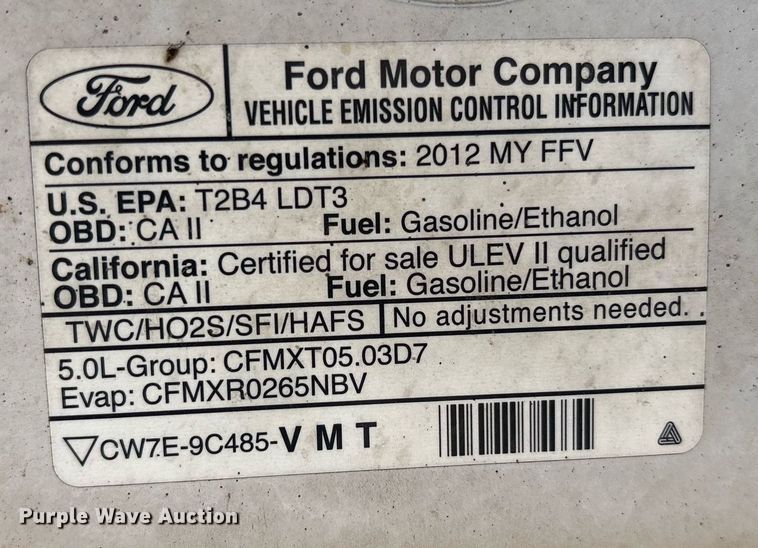 Ford
Ford Motor Company
VEHICLE EMISSION CONTROL INFORMATION
Conforms to regulations: 2012 MY FFV
U.S. EPA: T2B4 LDT3
OBD: CA II Fuel: Gasoline/Ethanol
California: Certified for sale ULEV II qualified
OBD: CA II Fuel: Gasoline/Ethanol
TWC/HO2S/SFI/HAFS No adjustments needed.
5.0L-Group: CFMXT05.03D7
Evap: CFMXR0265NBV
CW7E-9C485-V M T
Purple Wave Auction